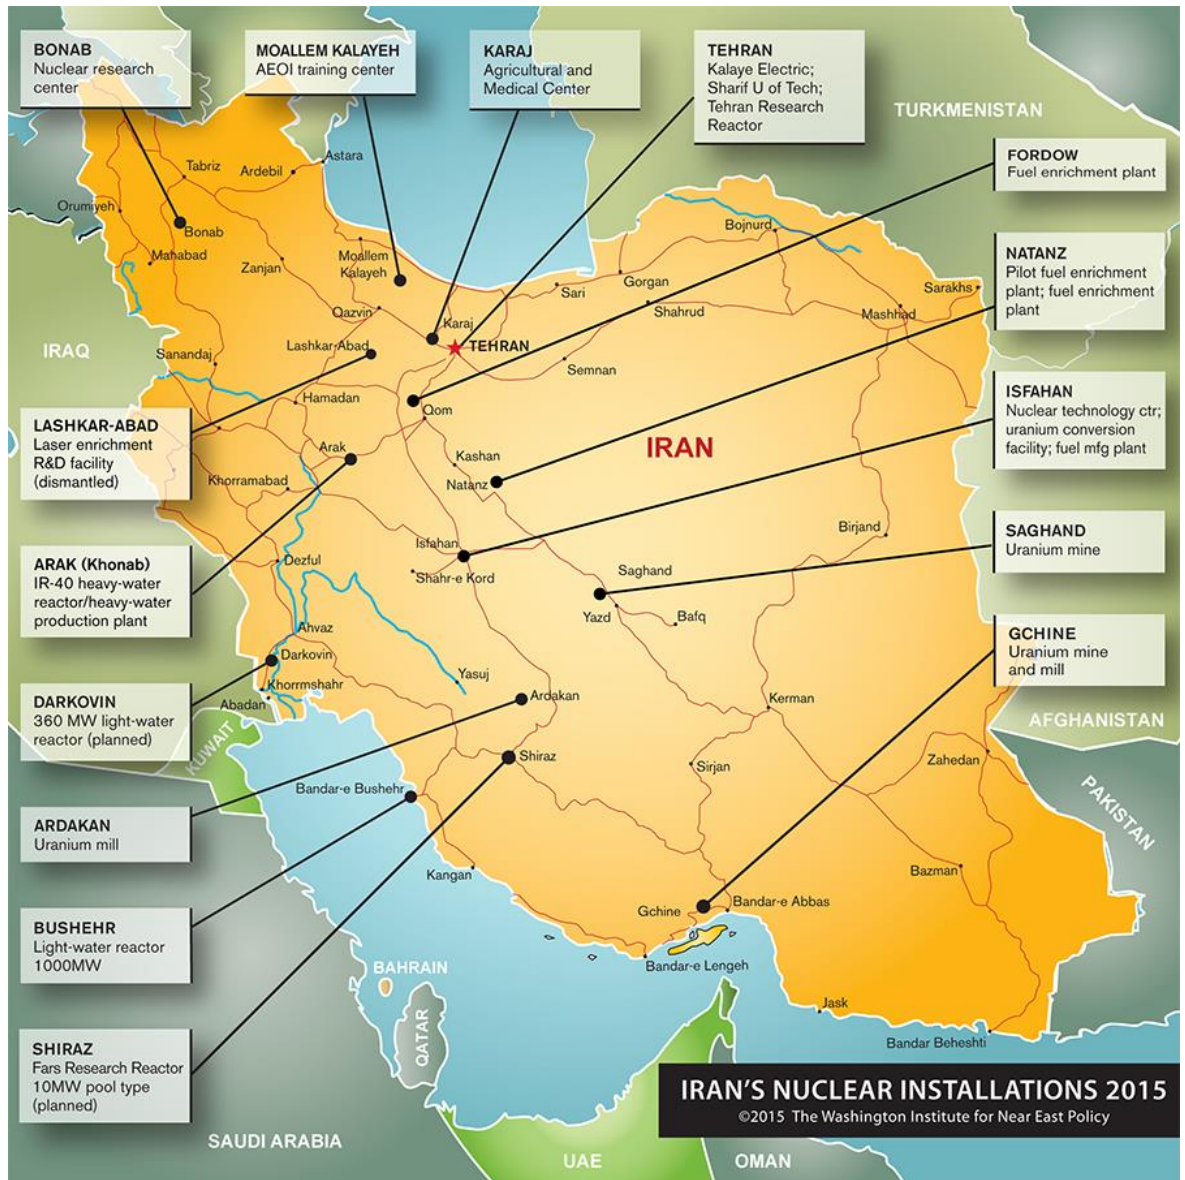 BONAB
Nuclear research
center
MOALLEM KALAYEH
AEOI training center
KARAJ
Agricultural and
Medical Center
TEHRAN
Kalaye Electric;
Sharif U of Tech;
Tehran Research
Reactor
TURKMENISTAN
FORDOW
Fuel enrichment plant
NATANZ
Pilot fuel enrichment
plant; fuel enrichment
plant
ISFAHAN
Nuclear technology ctr;
uranium conversion
facility; fuel mfg plant
SAGHAND
Uranium mine
GCHINE
Uranium mine
and mill
AFGHANISTAN
PAKISTAN
IRAQ
LASHKAR-ABAD
Laser enrichment
R&D facility
(dismantled)
ARAK (Khonab)
IR-40 heavy-water
reactor/heavy-water
production plant
DARKOVIN
360 MW light-water
reactor (planned)
KUWAIT
ARDAKAN
Uranium mill
BUSHEHR
Light-water reactor
1000MW
SHIRAZ
Fars Research Reactor
10MW pool type
(planned)
Astara
Tabriz
Ardebil
Orumiyeh
Bonab
Mahabad
Zanjan
Moallem
Kalayeh
Bojnurd
Gorgan
Sari
Shahrud
Sarakhs
Mashhad
Qazvin
Karaj
TEHRAN
Lashkar-Abad
Sanandaj
Semnan
Hamadan
Qom
IRAN
Arak
Kashan
Natanz
Khorramabad
Birjand
Isfahan
Dezful
Shahr-e Kord
Saghand
Yazd
Bafq
Ahvaz
Darkovin
Yasuj
Khorrmshahr
Abadan
Ardakan
Kerman
Shiraz
Sirjan
Zahedan
Bandar-e Bushehr
Kangan
Bazman
Gchine
Bandar-e Abbas
Bandar-e Lengeh
Jask
Bandar Beheshti
BAHRAIN
QATAR
SAUDI ARABIA
UAE
OMAN
IRAN'S NUCLEAR INSTALLATIONS 2015
©2015 The Washington Institute for Near East Policy